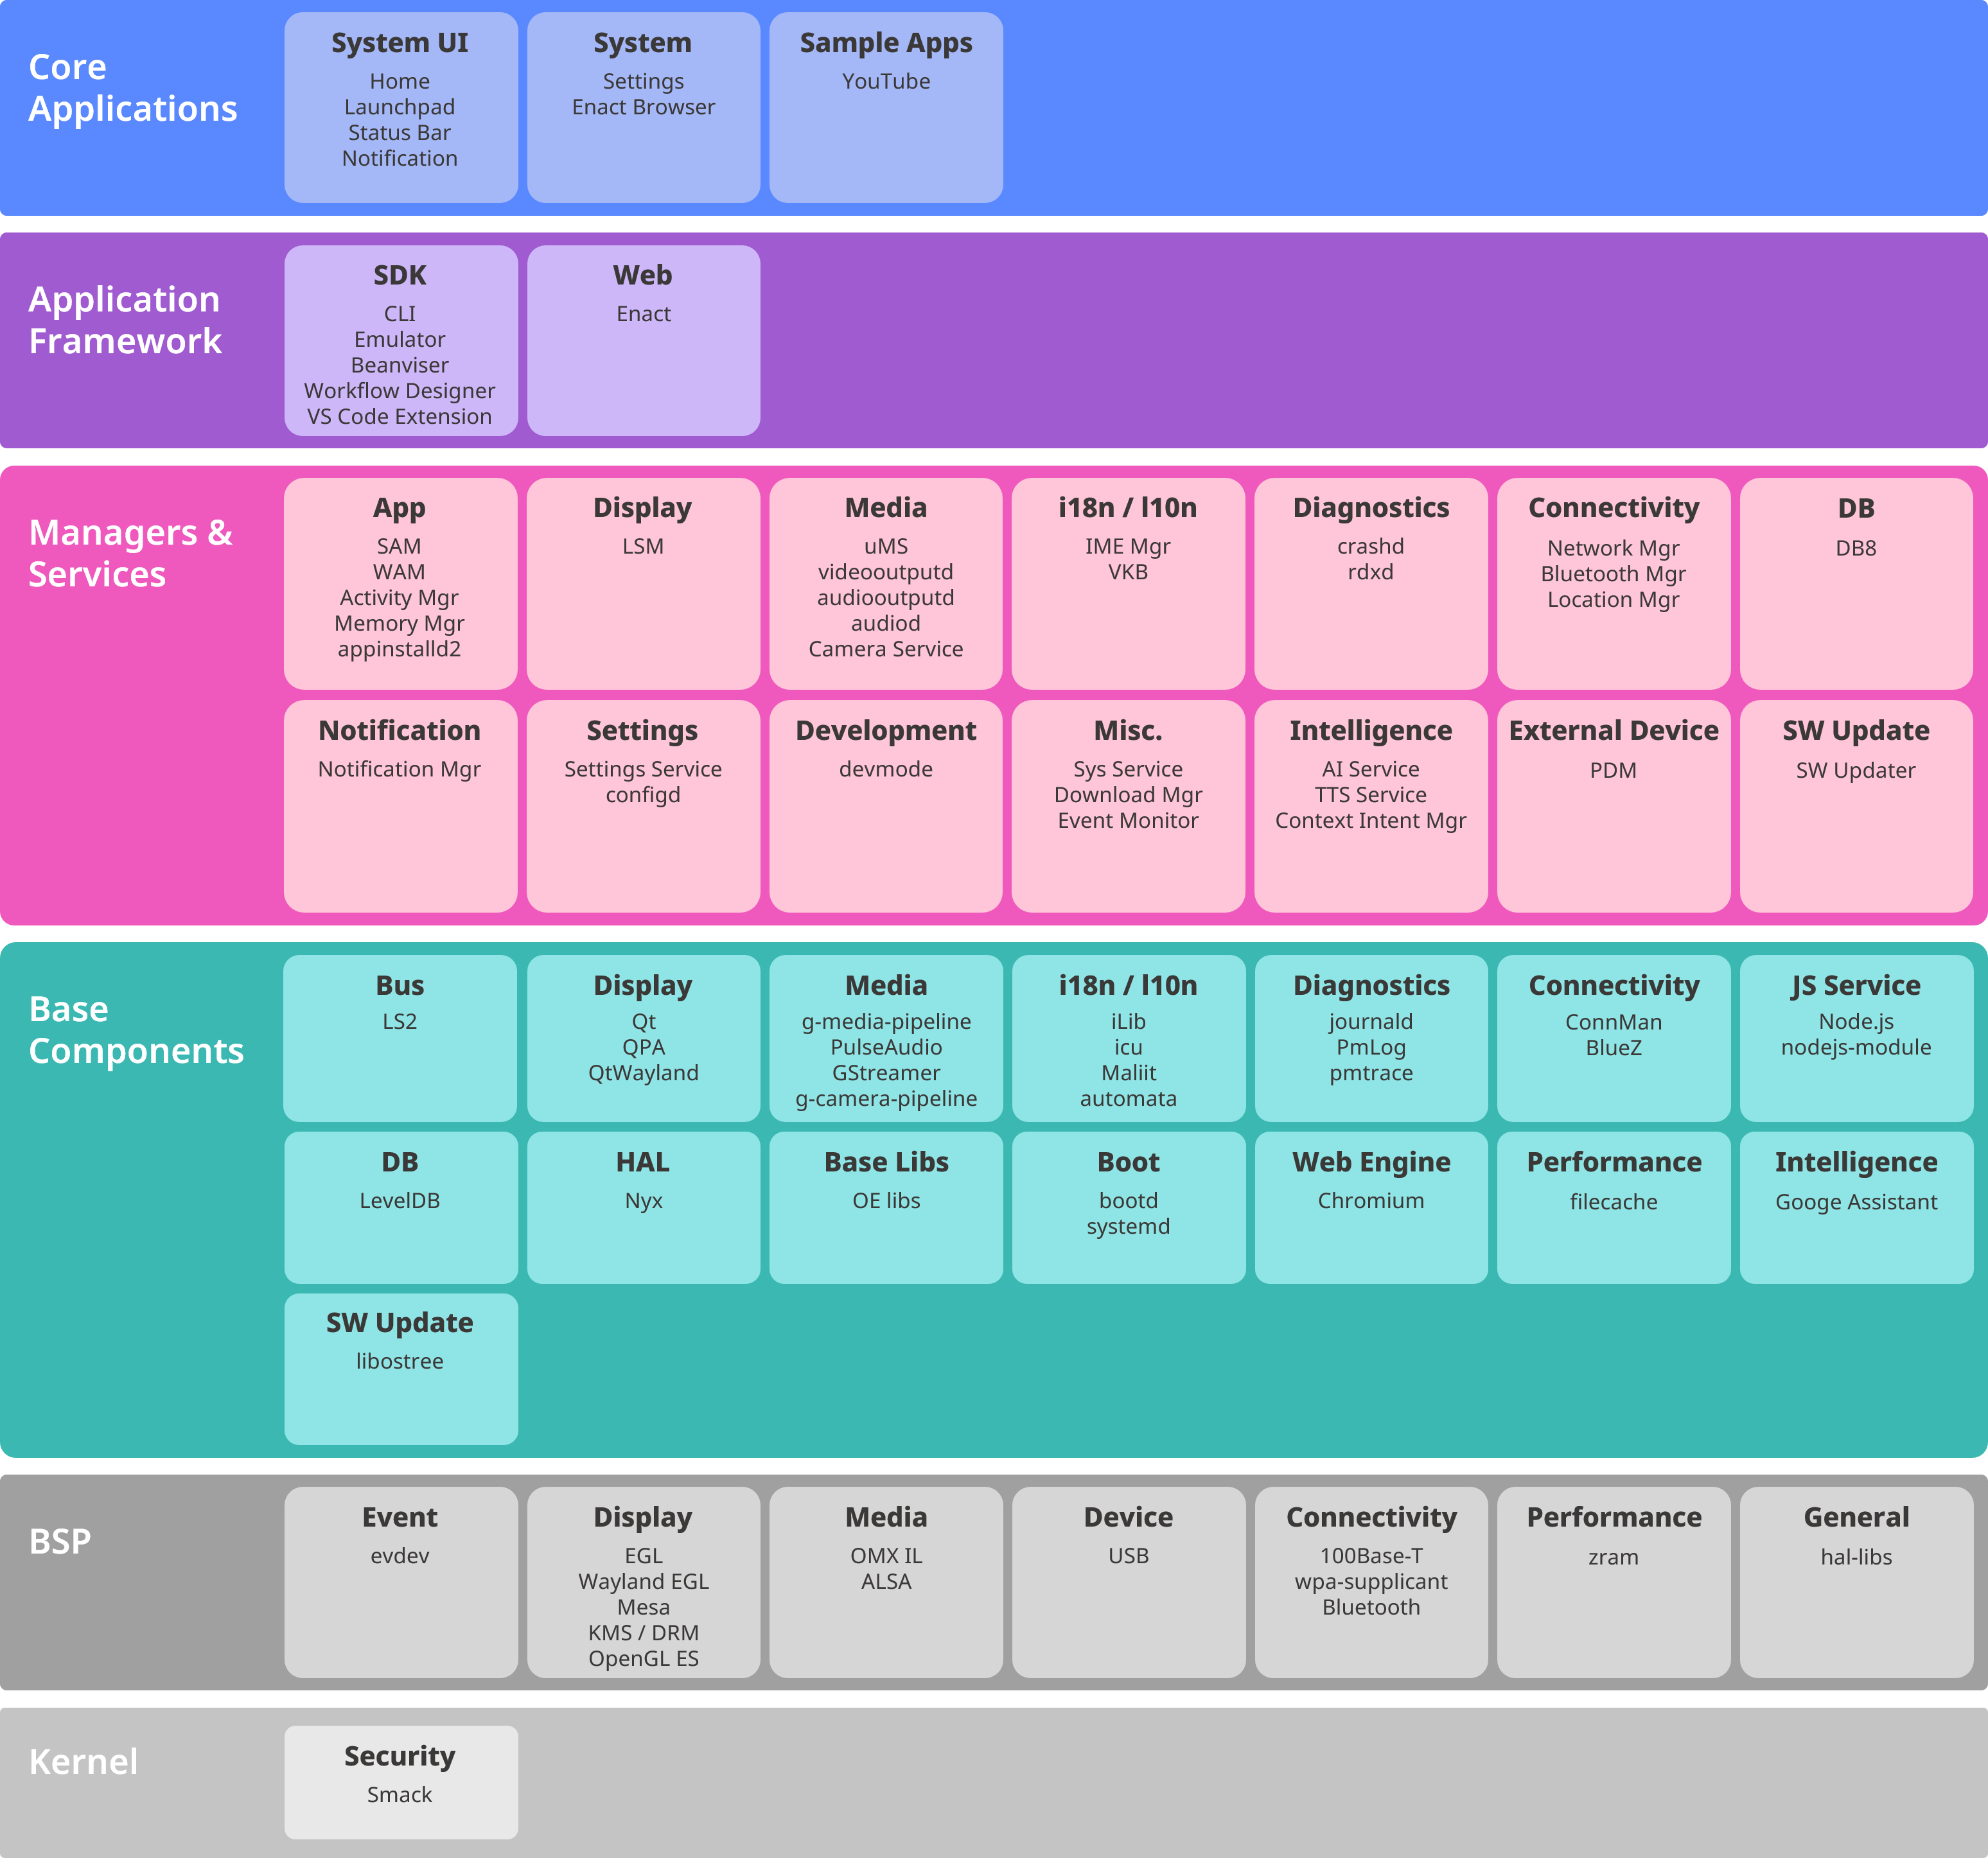 Core
Applications
System UI
Home
Launchpad
Status Bar
Notification
System
Settings
Enact Browser
Sample Apps
YouTube
Application
Framework
SDK
CLI
Emulator
Beanviser
Workflow Designer
VS Code Extension
Web
Enact
Managers &
Services
App
SAM
WAM
Activity Mgr
Memory Mgr
appinstalld2
Display
LSM
Media
uMS
videooutputd
audiooutputd
audiod
Camera Service
i18n / l10n
IME Mgr
VKB
Diagnostics
crashd
rdxd
Connectivity
Network Mgr
Bluetooth Mgr
Location Mgr
DB
DB8
Notification
Notification Mgr
Settings
Settings Service
configd
Development
devmode
Misc.
Sys Service
Download Mgr
Event Monitor
Intelligence
AI Service
TTS Service
Context Intent Mgr
External Device
PDM
SW Update
SW Updater
Base
Components
Bus
LS2
Display
Qt
QPA
QtWayland
Media
g-media-pipeline
PulseAudio
GStreamer
g-camera-pipeline
i18n / l10n
iLib
icu
Maliit
automata
Diagnostics
journald
PmLog
pmtrace
Connectivity
ConnMan
BlueZ
JS Service
Node.js
nodejs-module
DB
LevelDB
HAL
Nyx
Base Libs
OE libs
Boot
bootd
systemd
Web Engine
Chromium
Performance
filecache
Intelligence
Googe Assistant
SW Update
libostree
BSP
Event
evdev
Display
EGL
Wayland EGL
Mesa
KMS / DRM
OpenGL ES
Media
OMX IL
ALSA
Device
USB
Connectivity
100Base-T
wpa-supplicant
Bluetooth
Performance
zram
General
hal-libs
Kernel
Security
Smack